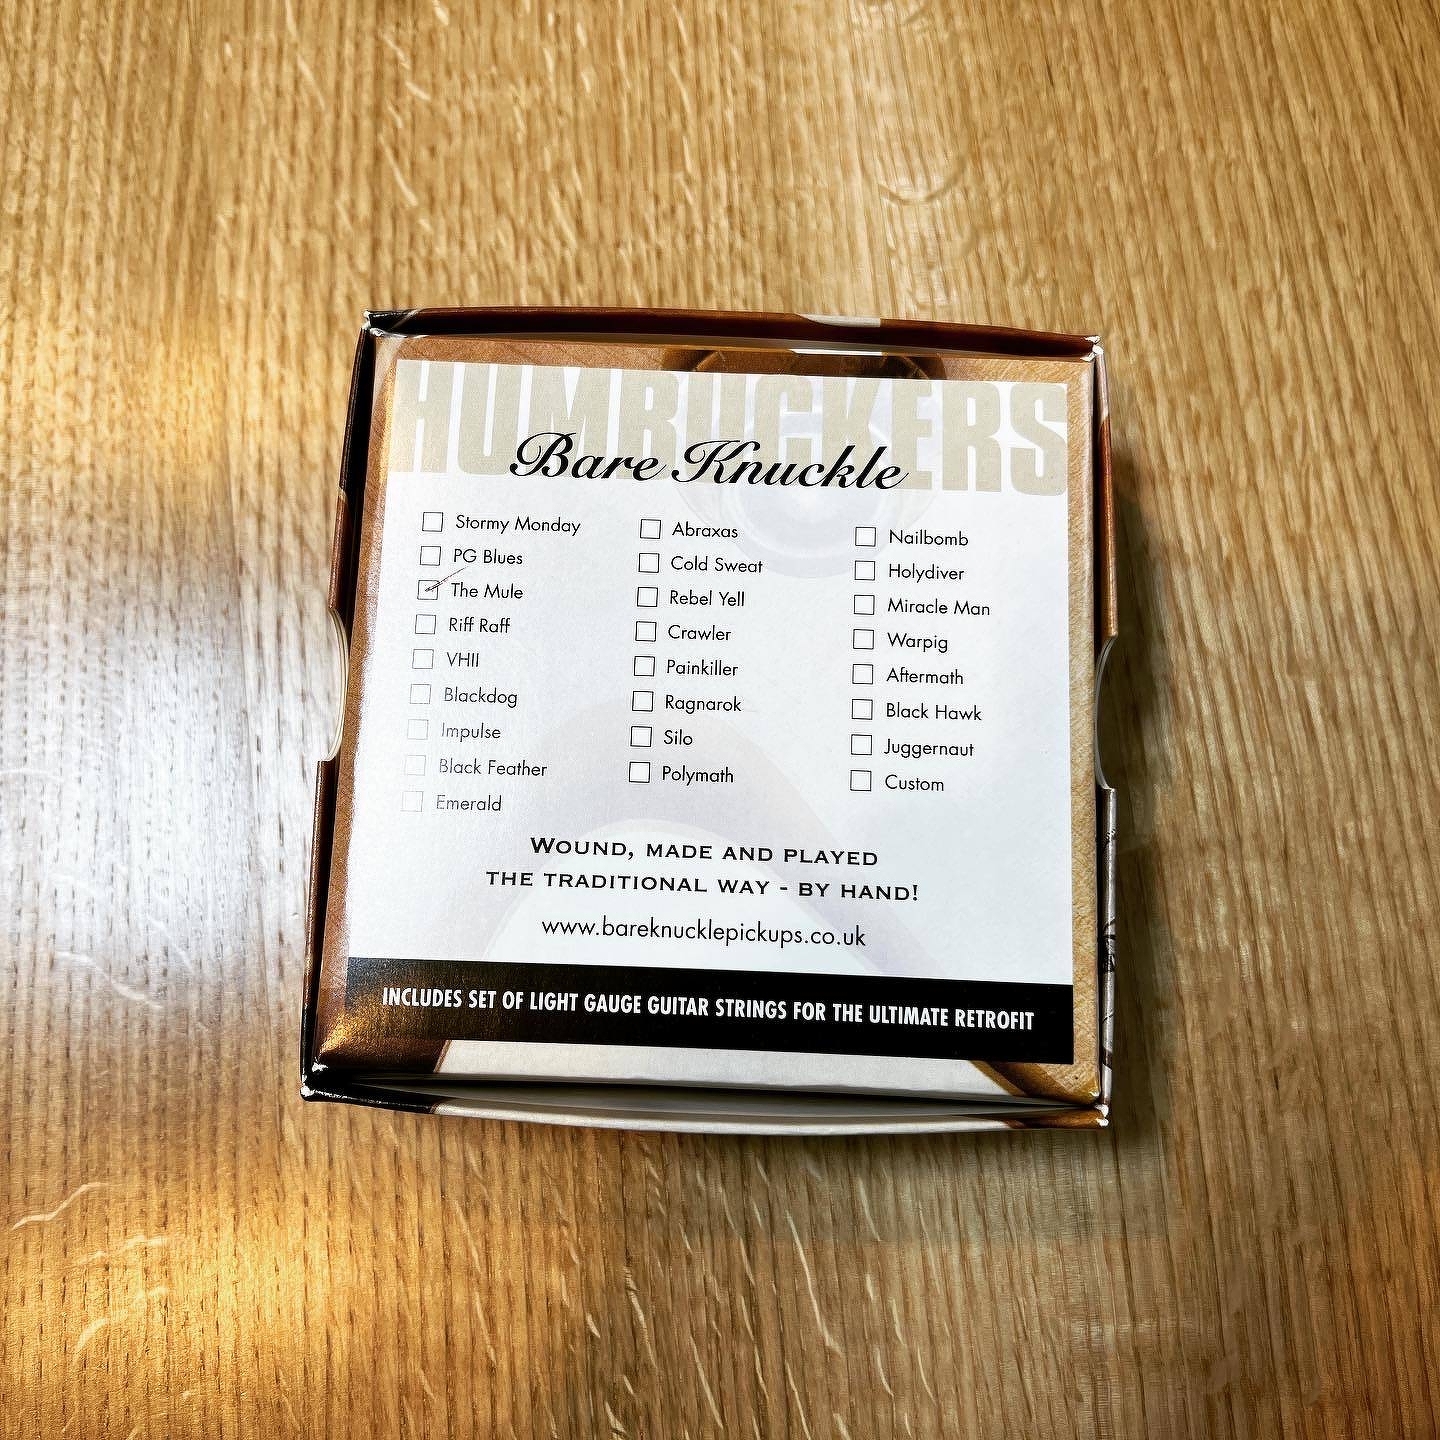 HUMBUCKERS
Bare Knuckle
Stormy Monday
PG Blues
The Mule
Riff Raff
VHII
Blackdog
Impulse
Black Feather
Emerald
Abraxas
Cold Sweat
Rebel Yell
Crawler
Painkiller
Ragnarok
Silo
Polymath
Nailbomb
Holydiver
Miracle Man
Warpig
Aftermath
Black Hawk
Juggernaut
Custom
WOUND, MADE AND PLAYED
THE TRADITIONAL WAY - BY HAND!
www.bareknucklepickups.co.uk
INCLUDES SET OF LIGHT GAUGE GUITAR STRINGS FOR THE ULTIMATE RETROFIT